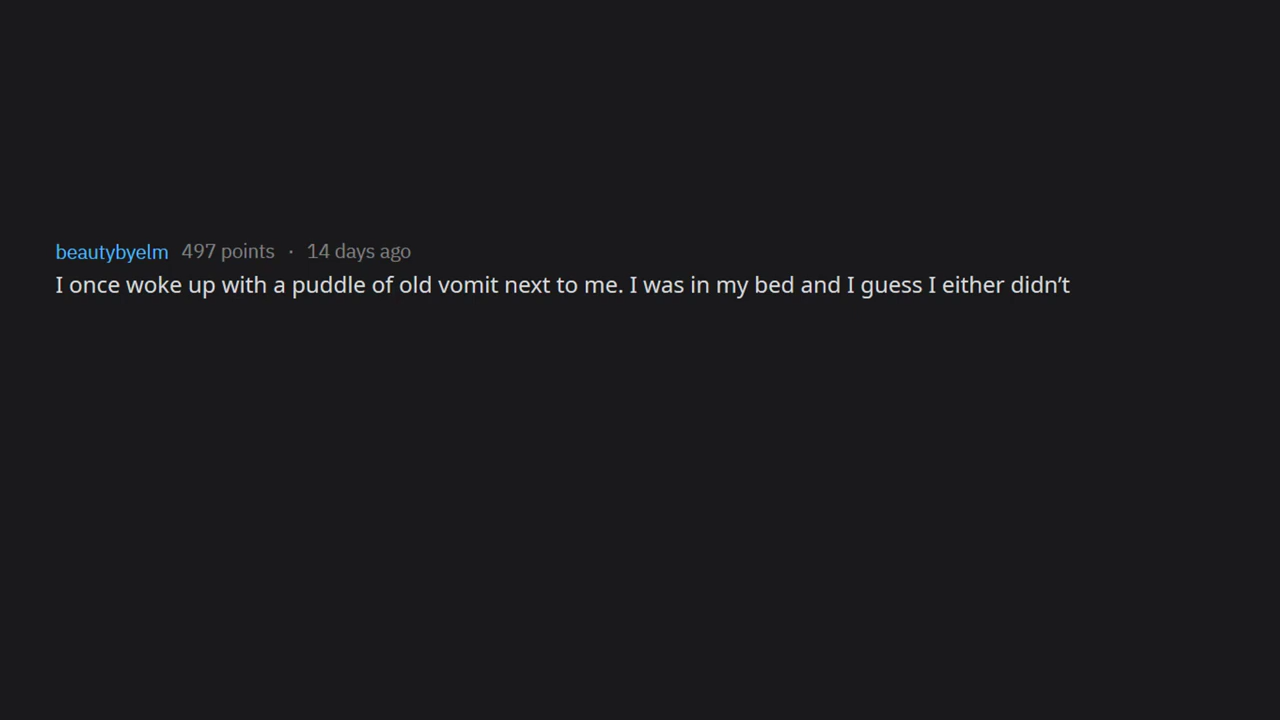 beautybyelm 497 points · 14 days ago
I once woke up with a puddle of old vomit next to me. I was in my bed and I guess I either didn’t